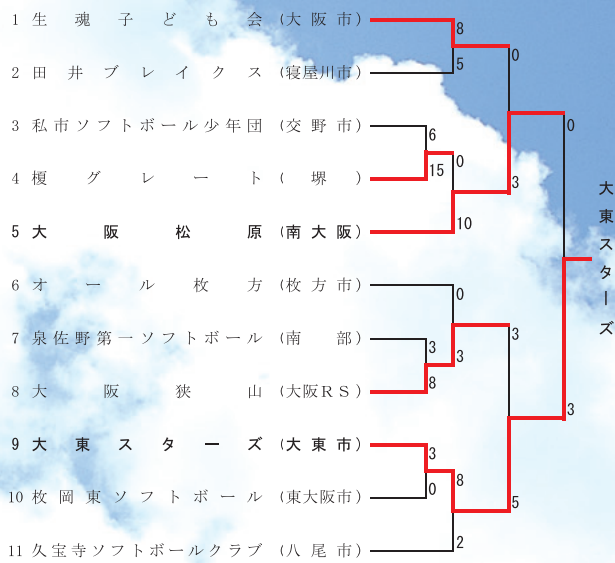 1 生魂子ども会 (大阪市)
8
2 田井ブレイクス (寝屋川市)
5
0
3 私市ソフトボール少年団 (交野市)
6
4 榎グレート (堺)
15
0
3
5 大阪松原 (南大阪)
10
0
大東スターズ
6 オール枚方 (枚方市)
0
7 泉佐野第一ソフトボール (南部)
3
8 大阪狭山 (大阪RS)
8
3
3
9 大東スターズ (大東市)
3
10 枚岡東ソフトボール (東大阪市)
0
8
5
3
11 久宝寺ソフトボールクラブ (八尾市)
2